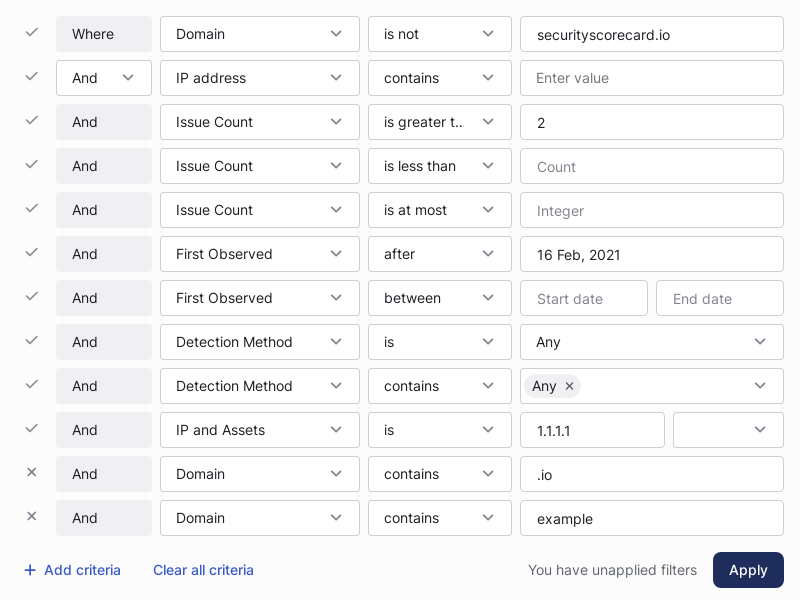 Where Domain is not securityscorecard.io
And IP address contains Enter value
And Issue Count is greater t... 2
And Issue Count is less than Count
And Issue Count is at most Integer
And First Observed after 16 Feb, 2021
And First Observed between Start date End date
And Detection Method is Any
And Detection Method contains Any
And IP and Assets is 1.1.1.1
And Domain contains .io
And Domain contains example
Add criteria Clear all criteria You have unapplied filters Apply